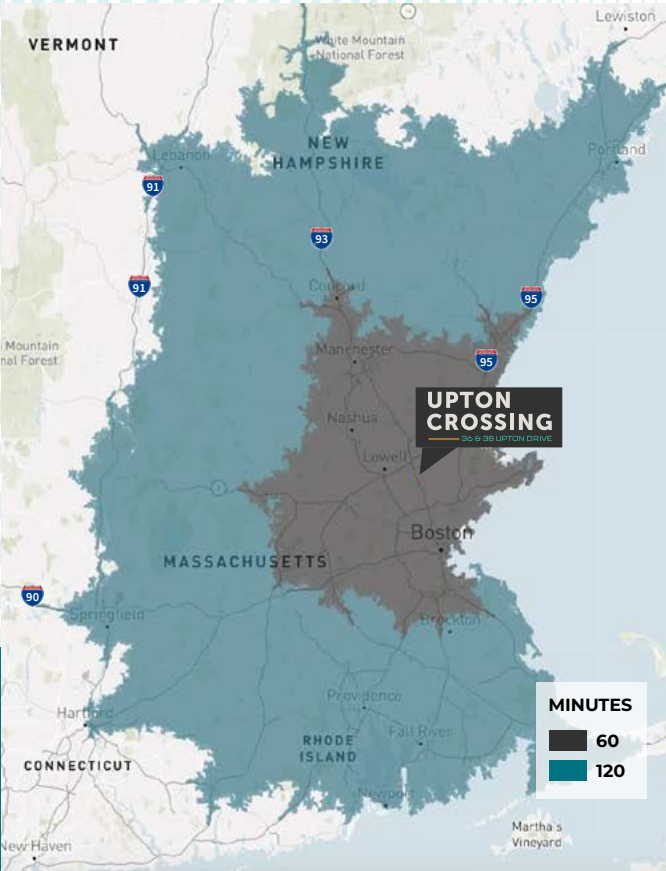 Lewiston
VERMONT
White Mountain
National Forest
NEW
HAMPSHIRE
Lebanon
Portland
91
93
91
Concord
95
Mountain
nal Forest
Manchester
95
UPTON
CROSSING
36 & 38 UPTON DRIVE
Nashua
Lowell
Boston
MASSACHUSETTS
90
Springfield
Brockton
Providence
MINUTES
Hartford
Fall River
60
RHODE
ISLAND
CONNECTICUT
120
Newport
Martha's
Vineyard
New Haven